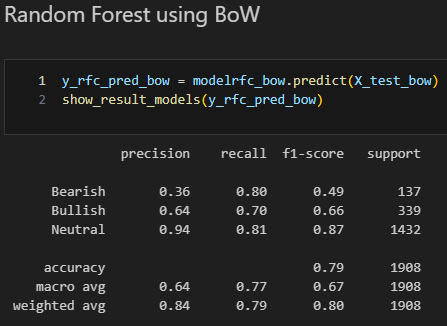 Random Forest using BoW
1 y_rfc_pred_bow = modelrfc_bow.predict(X_test_bow)
2 show_result_models(y_rfc_pred_bow)
precision recall f1-score support
Bearish 0.36 0.80 0.49 137
Bullish 0.64 0.70 0.66 339
Neutral 0.94 0.81 0.87 1432
accuracy 0.79 1908
macro avg 0.64 0.77 0.67 1908
weighted avg 0.84 0.79 0.80 1908